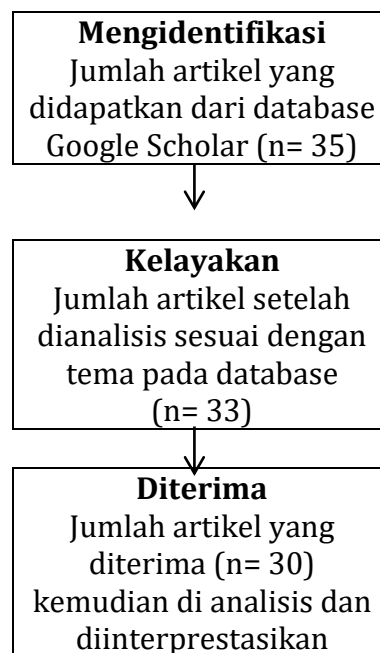 Mengidentifikasi
Jumlah artikel yang
didapatkan dari database
Google Scholar (n= 35)
Kelayakan
Jumlah artikel setelah
dianalisis sesuai dengan
tema pada database
(n= 33)
Diterima
Jumlah artikel yang
diterima (n= 30)
kemudian di analisis dan
diinterprestasikan